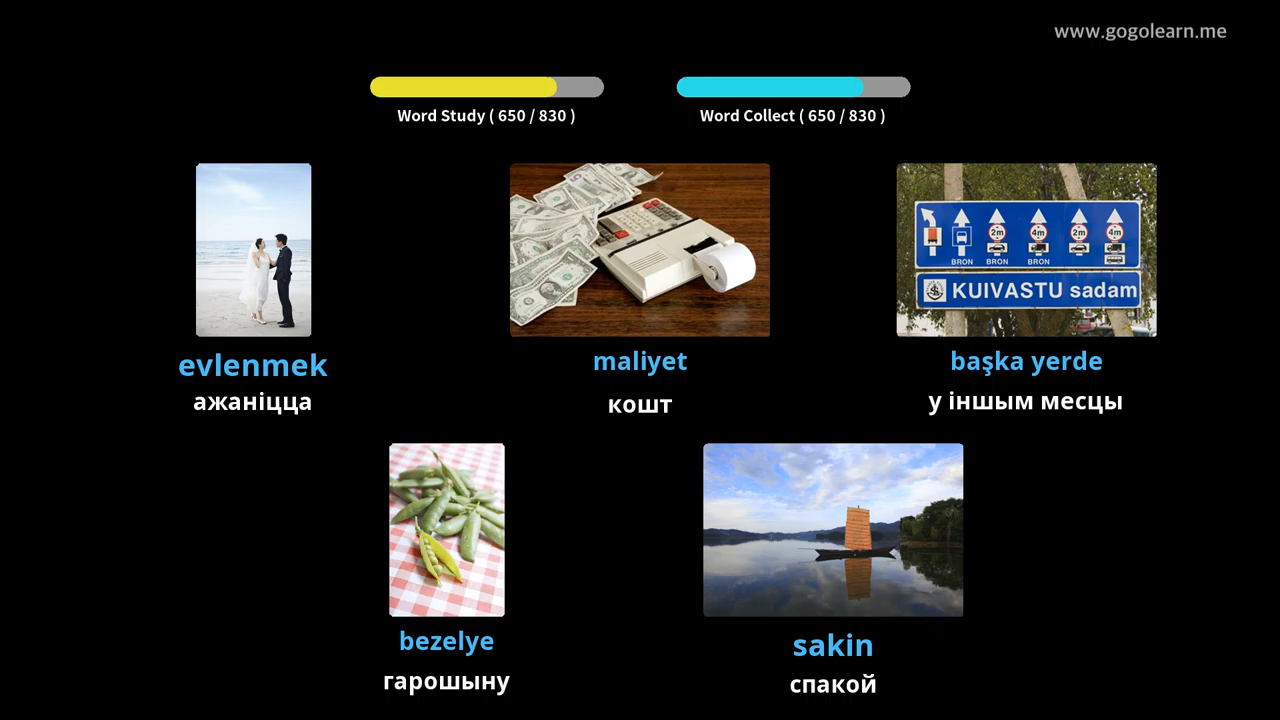 www.gogolearn.me
Word Study ( 650 / 830 )
Word Collect ( 650 / 830 )
2m
4m
2m
4m
BRON
BRON
BRON
KUIVASTU sadam
evlenmek
ажаніцца
maliyet
кошт
başka yerde
у іншым месцы
bezelye
гарошыну
sakin
спакой